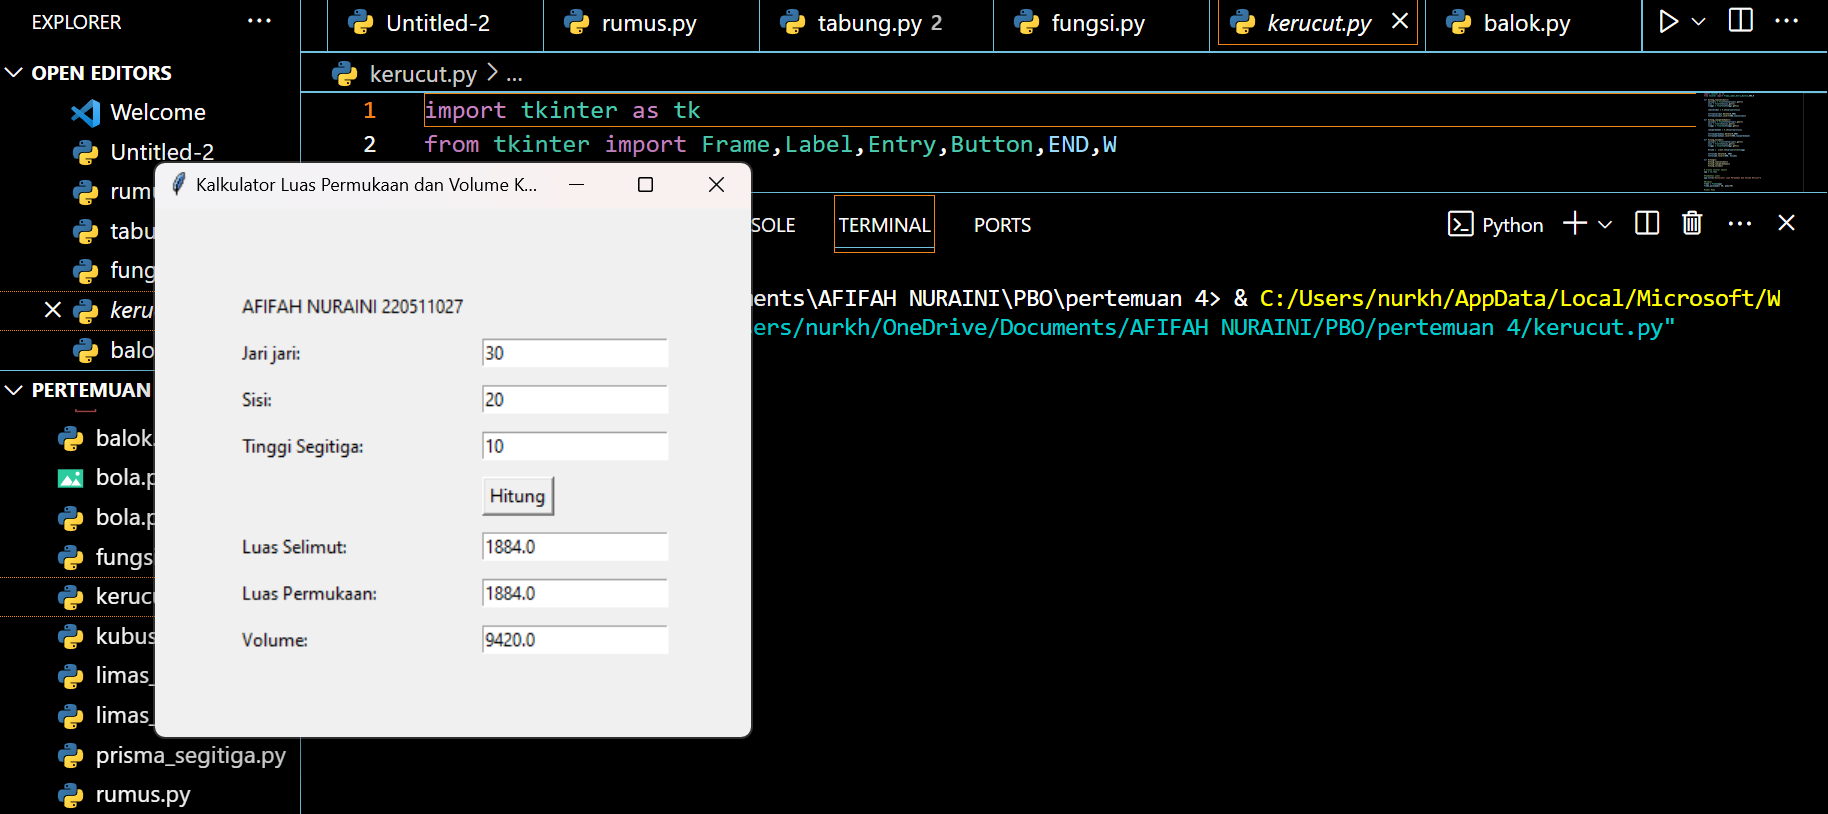 EXPLORER
Untitled-2
rumus.py
tabung.py 2
fungsi.py
kerucut.py
balok.py
OPEN EDITORS
kerucut.py > ...
Welcome
1 import tkinter as tk
Untitled-2
2 from tkinter import Frame,Label,Entry,Button,END,W
rum
tabu
fung
keru
balo
Kalkulator Luas Permukaan dan Volume K...
SOLE
TERMINAL
PORTS
Python
ents\AFIFAH NURAINI\PBO\pertemuan 4> & C:/Users/nurkh/AppData/Local/Microsoft/W
ers/nurkh/OneDrive/Documents/AFIFAH NURAINI/PBO/pertemuan 4/kerucut.py"
AFIFAH NURAINI 220511027
Jari jari: 30
Sisi: 20
Tinggi Segitiga: 10
Hitung
Luas Selimut: 1884.0
Luas Permukaan: 1884.0
Volume: 9420.0
PERTEMUAN
balok.
bola.p
bola.p
fungsi
keruc
kubus
limas_
limas_
prisma_segitiga.py
rumus.py